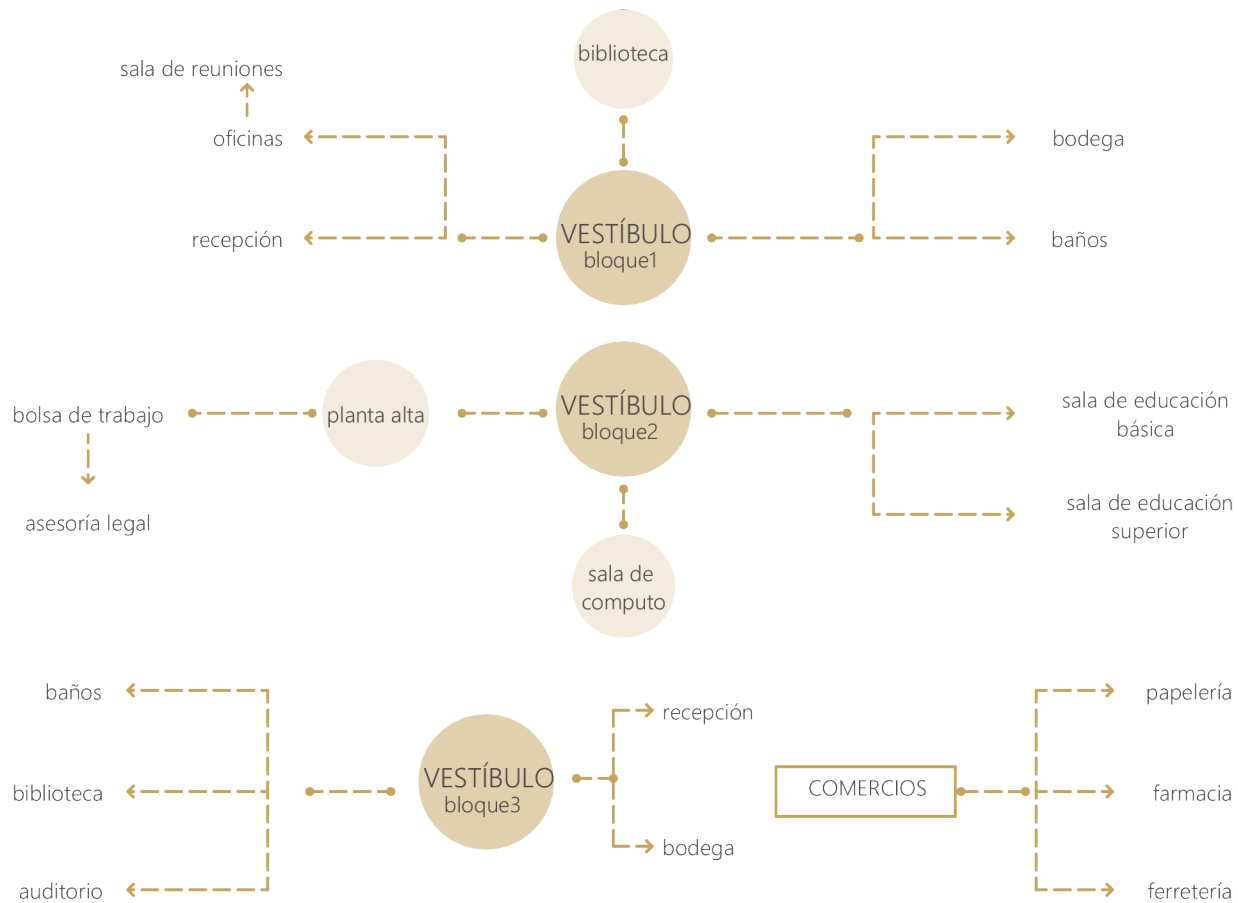 biblioteca
sala de reuniones
oficinas
bodega
recepción
VESTÍBULO
bloque1
baños
bolsa de trabajo
planta alta
VESTÍBULO
bloque2
sala de educación
básica
asesoría legal
sala de educación
superior
sala de
computo
baños
biblioteca
auditorio
VESTÍBULO
bloque3
recepción
bodega
COMERCIOS
papelería
farmacia
ferretería